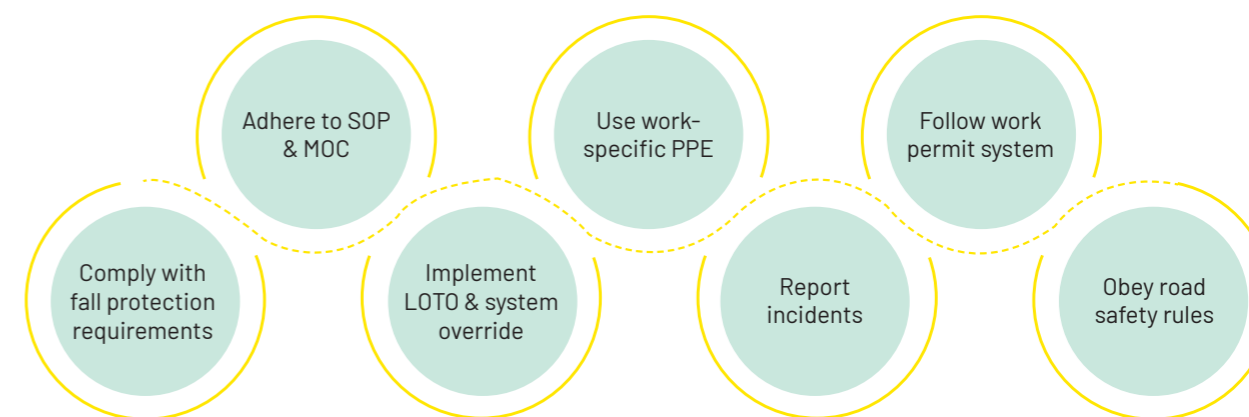 Adhere to SOP
& MOC
Use work-
specific PPE
Follow work
permit system
Comply with
fall protection
requirements
Implement
LOTO & system
override
Report
incidents
Obey road
safety rules